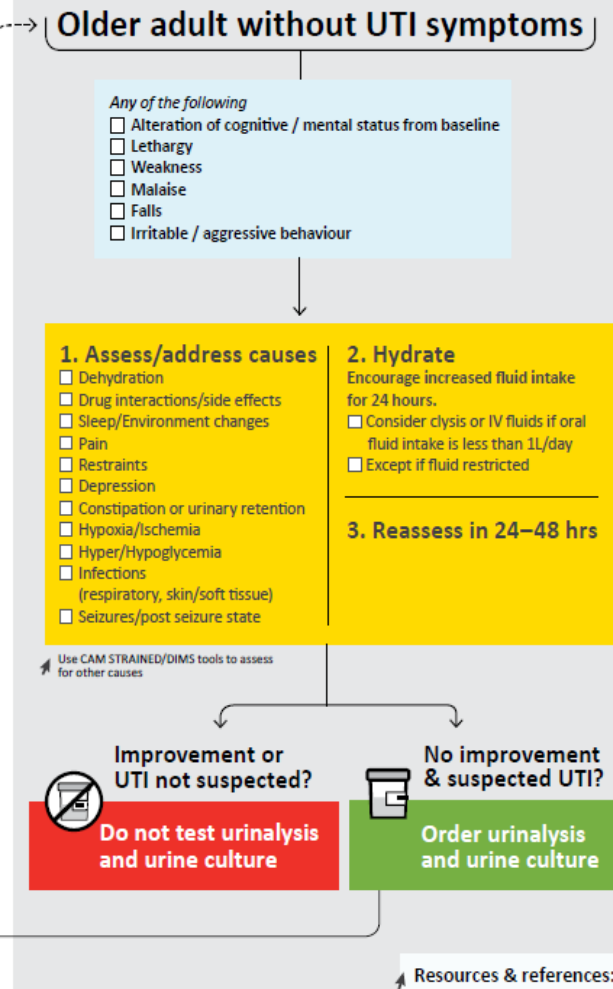 Older adult without UTI symptoms
Any of the following
Alteration of cognitive / mental status from baseline
Lethargy
Weakness
Malaise
Falls
Irritable / aggressive behaviour
1. Assess/address causes
Dehydration
Drug interactions/side effects
Sleep/Environment changes
Pain
Restraints
Depression
Constipation or urinary retention
Hypoxia/Ischemia
Hyper/Hypoglycemia
Infections
(respiratory, skin/soft tissue)
Seizures/post seizure state
2. Hydrate
Encourage increased fluid intake
for 24 hours.
Consider clysis or IV fluids if oral
fluid intake is less than 1L/day
Except if fluid restricted
3. Reassess in 24–48 hrs
Use CAM STRAINED/DIMS tools to assess
for other causes
Improvement or
UTI not suspected?
Do not test urinalysis
and urine culture
No improvement
& suspected UTI?
Order urinalysis
and urine culture
Resources & references: